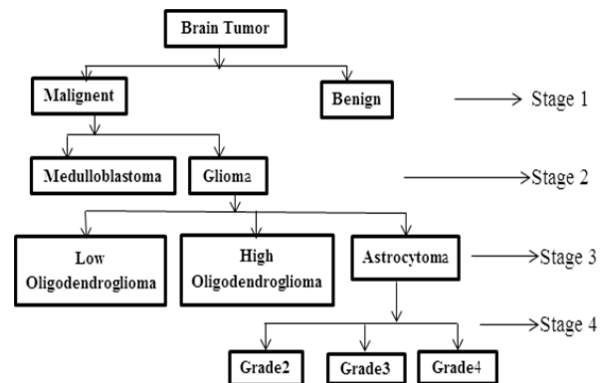 Brain Tumor
Malignent
Benign
Stage 1
Medulloblastoma
Glioma
Stage 2
Low
Oligodendroglioma
High
Oligodendroglioma
Astrocytoma
Stage 3
Stage 4
Grade2
Grade3
Grade4